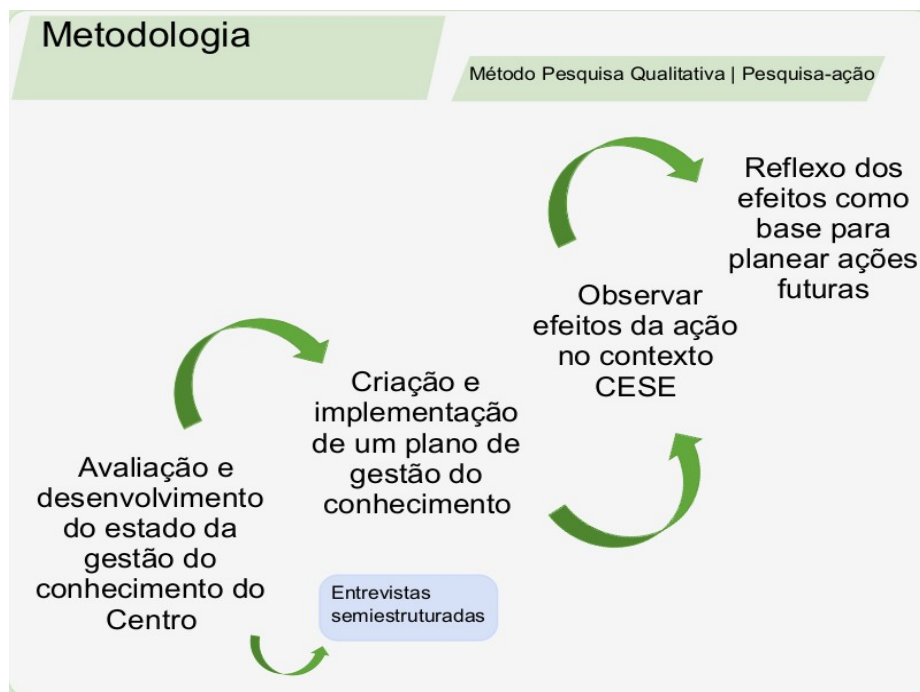 Metodologia
Método Pesquisa Qualitativa | Pesquisa-ação
Avaliação e
desenvolvimento
do estado da
gestão do
conhecimento do
Centro
Entrevistas
semiestruturadas
Criação e
implementação
de um plano de
gestão do
conhecimento
Observar
efeitos da ação
no contexto
CESE
Reflexo dos
efeitos como
base para
planear ações
futuras